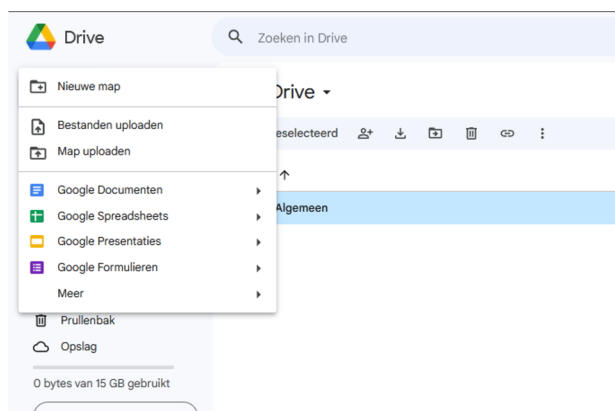 Drive
Zoeken in Drive
Nieuwe map
Bestanden uploaden
Map uploaden
Google Documenten
Google Spreadsheets
Google Presentaties
Google Formulieren
Meer
Prullenbak
Opslag
0 bytes van 15 GB gebruikt
Drive
eselecteerd
Algemeen